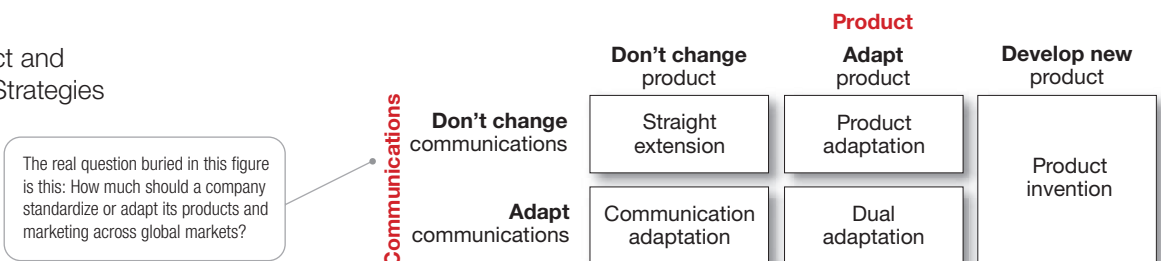 ct and
Strategies
The real question buried in this figure
is this: How much should a company
standardize or adapt its products and
marketing across global markets?
Product
Don’t change
product
Adapt
product
Develop new
product
Communications
Don’t change
communications
Straight
extension
Product
adaptation
Product
invention
Adapt
communications
Communication
adaptation
Dual
adaptation